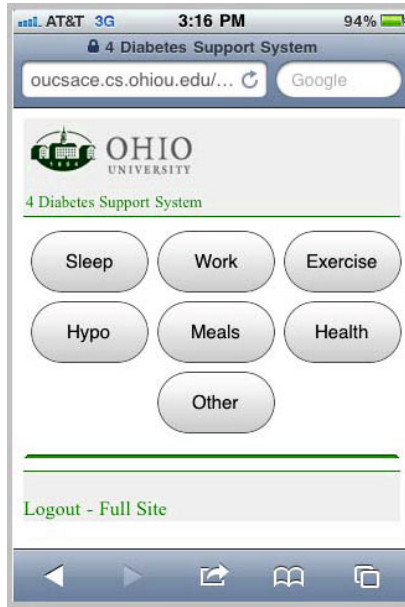 AT&T 3G 3:16 PM 94%
4 Diabetes Support System
oucsace.cs.ohiou.edu/... Google
OHIO
UNIVERSITY
4 Diabetes Support System
Sleep Work Exercise
Hypo Meals Health
Other
Logout - Full Site